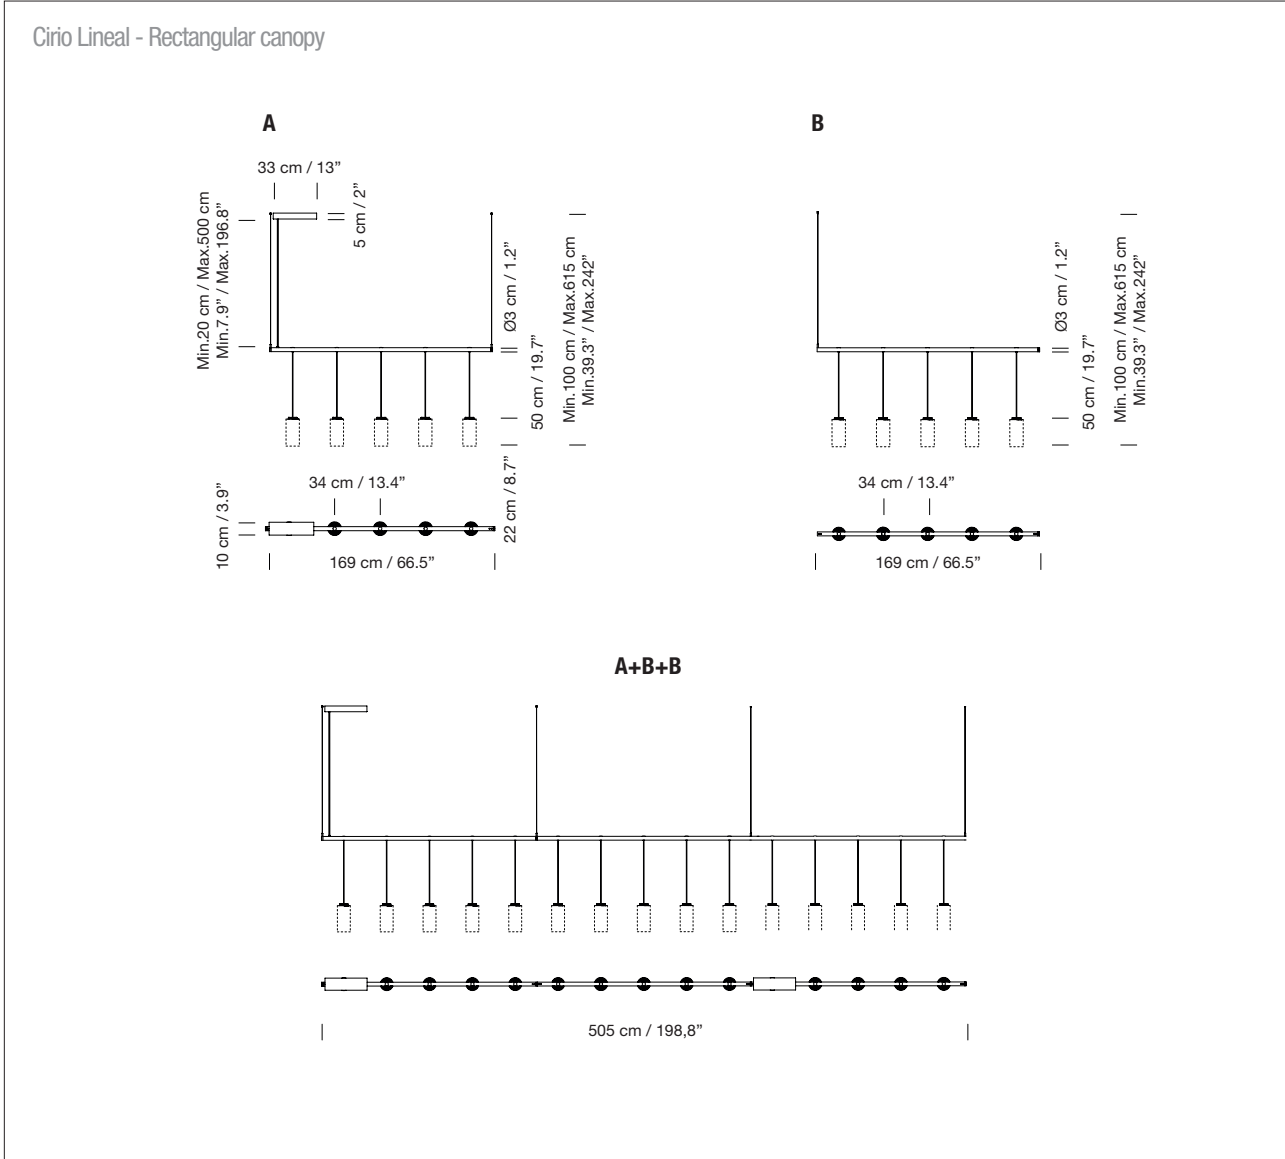 Cirio Lineal - Rectangular canopy
A
33 cm / 13”
5 cm / 2”
Min.20 cm / Max.500 cm
Min.7.9” / Max.196.8”
Ø3 cm / 1.2”
50 cm / 19.7”
Min.100 cm / Max.615 cm
Min.39.3” / Max.242”
22 cm / 8.7”
34 cm / 13.4”
10 cm / 3.9”
169 cm / 66.5”
B
Ø3 cm / 1.2”
50 cm / 19.7”
Min.100 cm / Max.615 cm
Min.39.3” / Max.242”
34 cm / 13.4”
169 cm / 66.5”
A+B+B
505 cm / 198,8”